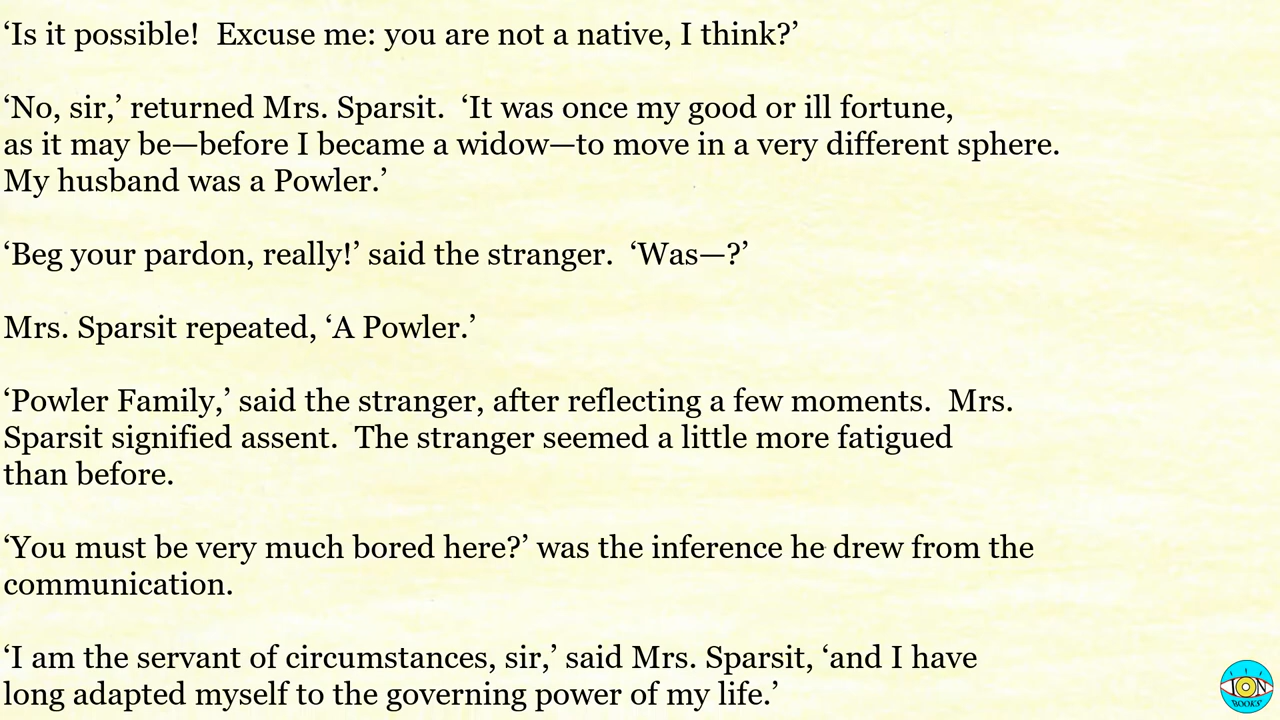 ‘Is it possible!  Excuse me: you are not a native, I think?’
‘No, sir,’ returned Mrs. Sparsit.  ‘It was once my good or ill fortune,
as it may be—before I became a widow—to move in a very different sphere.
My husband was a Powler.’
‘Beg your pardon, really!’ said the stranger.  ‘Was—?’
Mrs. Sparsit repeated, ‘A Powler.’
‘Powler Family,’ said the stranger, after reflecting a few moments.  Mrs.
Sparsit signified assent.  The stranger seemed a little more fatigued
than before.
‘You must be very much bored here?’ was the inference he drew from the
communication.
‘I am the servant of circumstances, sir,’ said Mrs. Sparsit, ‘and I have
long adapted myself to the governing power of my life.’
ION
BOOKS